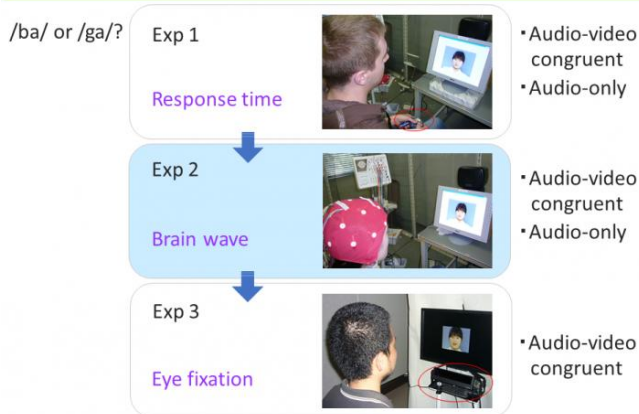 /ba/ or /ga/?
Exp 1
Response time
・Audio-video
congruent
・Audio-only
Exp 2
Brain wave
・Audio-video
congruent
・Audio-only
Exp 3
Eye fixation
・Audio-video
congruent